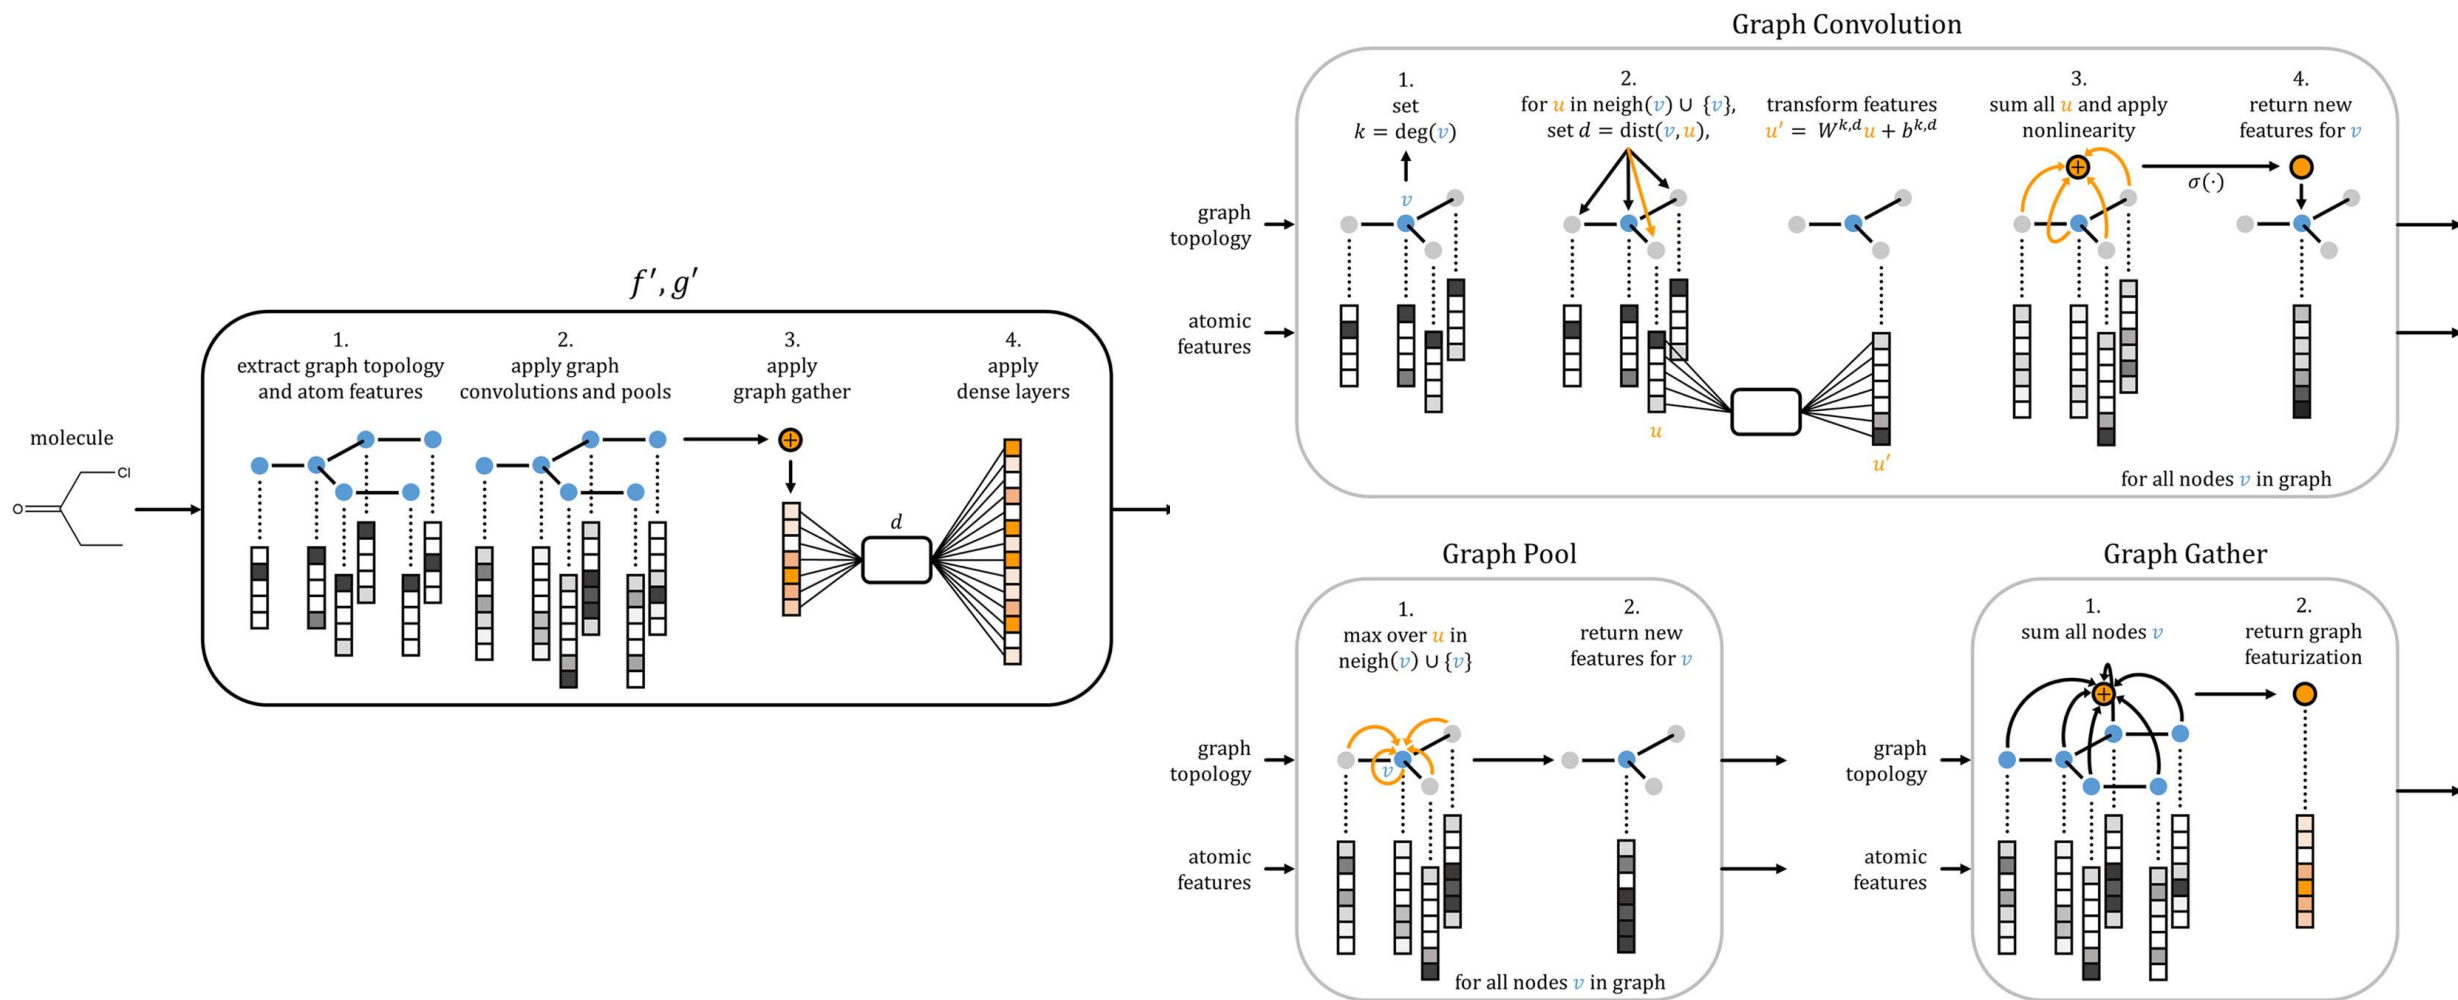 f′, g′
1.
extract graph topology
and atom features
2.
apply graph
convolutions and pools
3.
apply
graph gather
4.
apply
dense layers
molecule
Cl
O
d
Graph Convolution
1.
set
k = deg(v)
2.
for u in neigh(v) ∪ {v},
set d = dist(v, u),
transform features
u′ = W^{k,d}u + b^{k,d}
3.
sum all u and apply
nonlinearity
4.
return new
features for v
σ(·)
v
graph
topology
atomic
features
u
u′
for all nodes v in graph
Graph Pool
1.
max over u in
neigh(v) ∪ {v}
2.
return new
features for v
graph
topology
v
atomic
features
for all nodes v in graph
Graph Gather
1.
sum all nodes v
2.
return graph
featurization
graph
topology
atomic
features